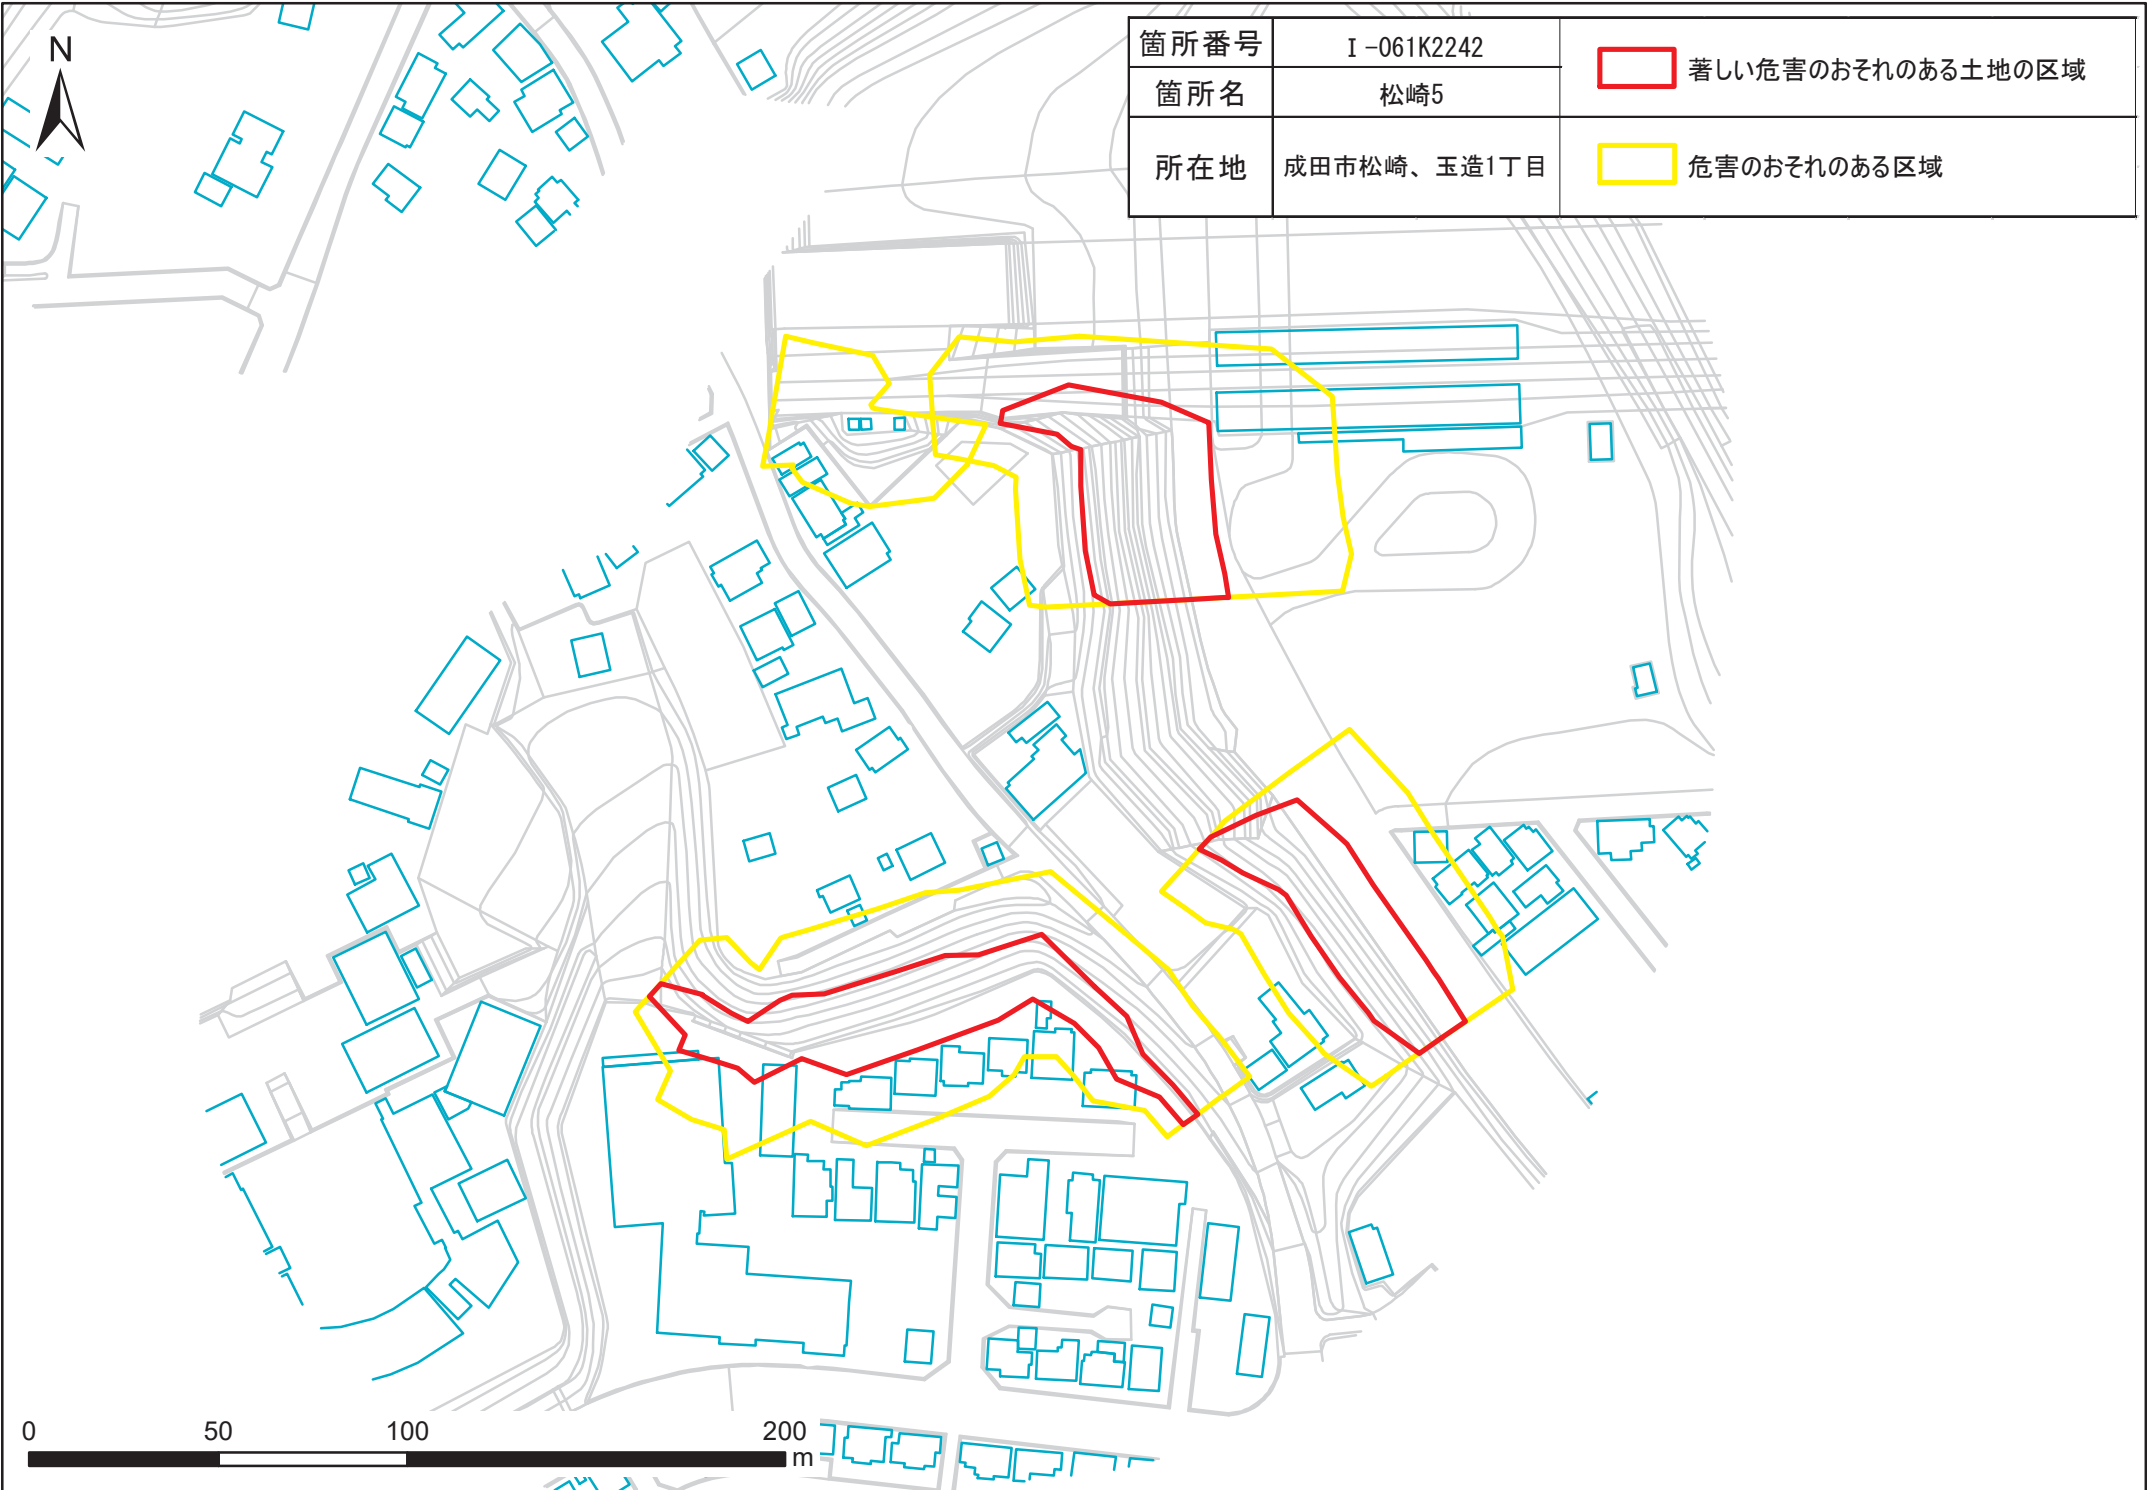 N
箇所番号 Ⅰ-061K2242
著しい危害のおそれのある土地の区域
箇所名 松崎5
所在地 成田市松崎、玉造1丁目
危害のおそれのある区域
0 50 100 200
m